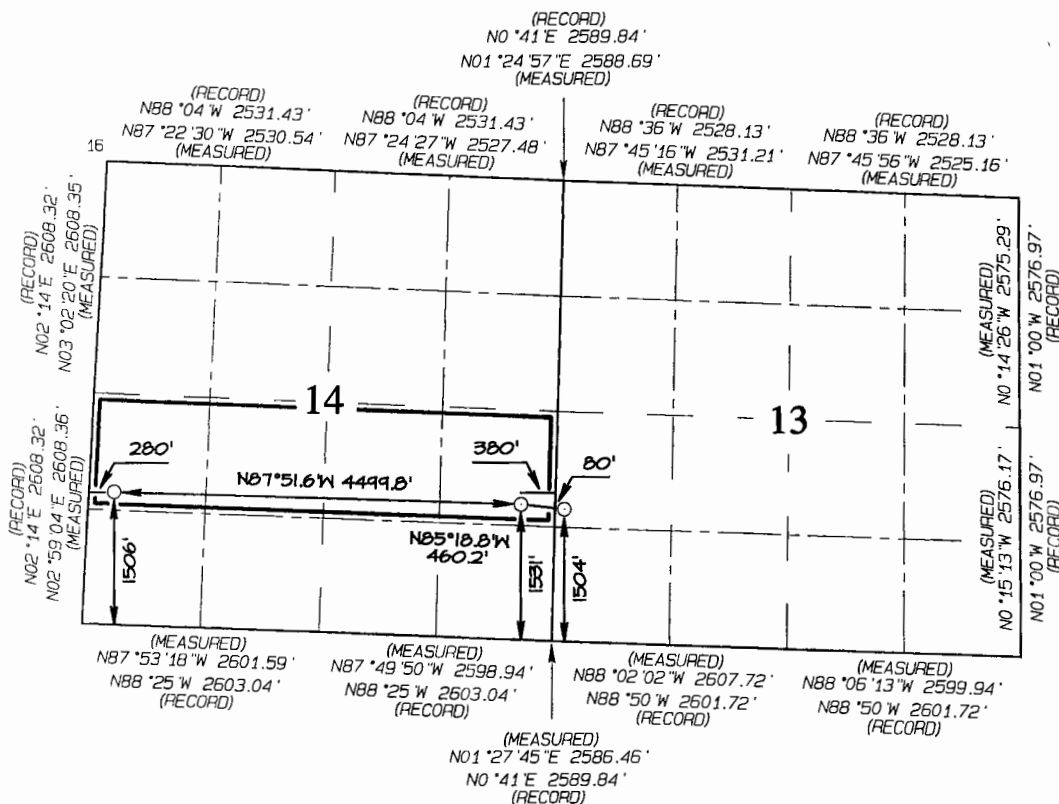 (RECORD)
N0 °41'E 2589.84'
N01 °24'57"E 2588.69'
(MEASURED)
(RECORD)
N88 °04'W 2531.43'
N87 °22'30"W 2530.54'
(MEASURED)
(RECORD)
N88 °04'W 2531.43'
N87 °24'27"W 2527.48'
(MEASURED)
(RECORD)
N88 °36'W 2528.13'
N87 °45'16"W 2531.21'
(MEASURED)
(RECORD)
N88 °36'W 2528.13'
N87 °45'56"W 2525.16'
(MEASURED)
16
(RECORD)
N02 °14'E 2608.32'
N03 °02'20"E 2608.35'
(MEASURED)
(MEASURED)
N0 °14'26"W 2575.29'
N01 °00'W 2576.97'
(RECORD)
14
13
280'
N87°51.6'W 4499.8'
380'
80'
N85°18.8'W
460.2'
1506'
1531'
1504'
(RECORD)
N02 °14'E 2608.32'
N02 °59'04"E 2608.36'
(MEASURED)
(MEASURED)
N0 °15'13"W 2576.17'
N01 °00'W 2576.97'
(RECORD)
(MEASURED)
N87 °53'18"W 2601.59'
N88 °25'W 2603.04'
(RECORD)
(MEASURED)
N87 °49'50"W 2598.94'
N88 °25'W 2603.04'
(RECORD)
(MEASURED)
N88 °02'02"W 2607.72'
N88 °50'W 2601.72'
(RECORD)
(MEASURED)
N88 °06'13"W 2599.94'
N88 °50'W 2601.72'
(RECORD)
(MEASURED)
N01 °27'45"E 2586.46'
N0 °41'E 2589.84'
(RECORD)